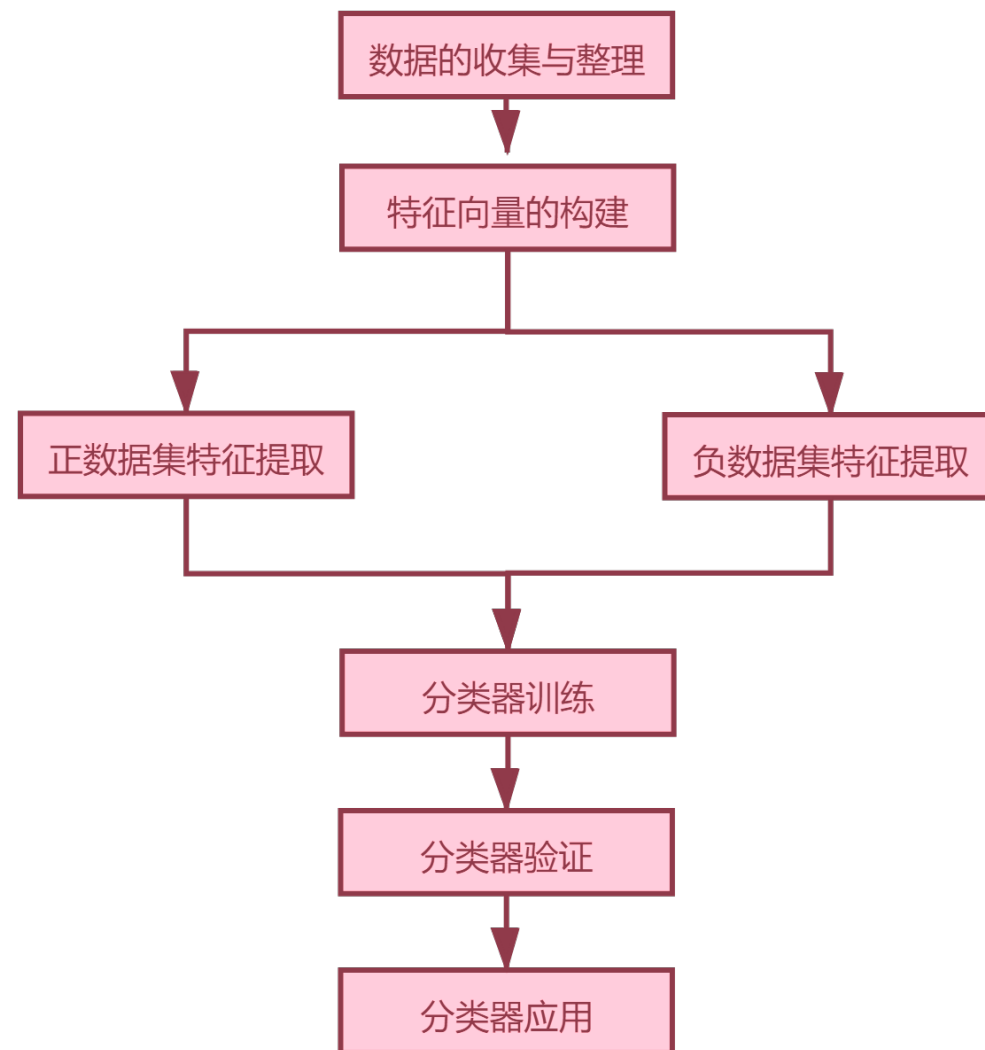 数据的收集与整理
特征向量的构建
正数据集特征提取
负数据集特征提取
分类器训练
分类器验证
分类器应用